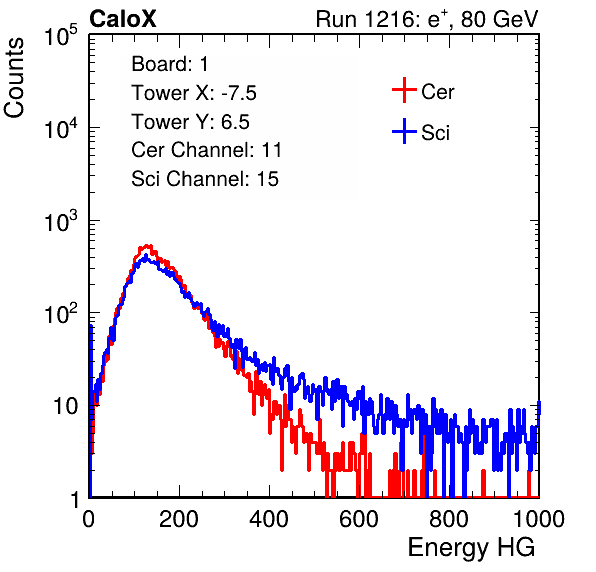 CaloX Run 1216: e⁺, 80 GeV
Counts
Board: 1
Tower X: -7.5
Tower Y: 6.5
Cer Channel: 11
Sci Channel: 15
Cer
Sci
10⁵
10⁴
10³
10²
10
1
0 200 400 600 800 1000
Energy HG